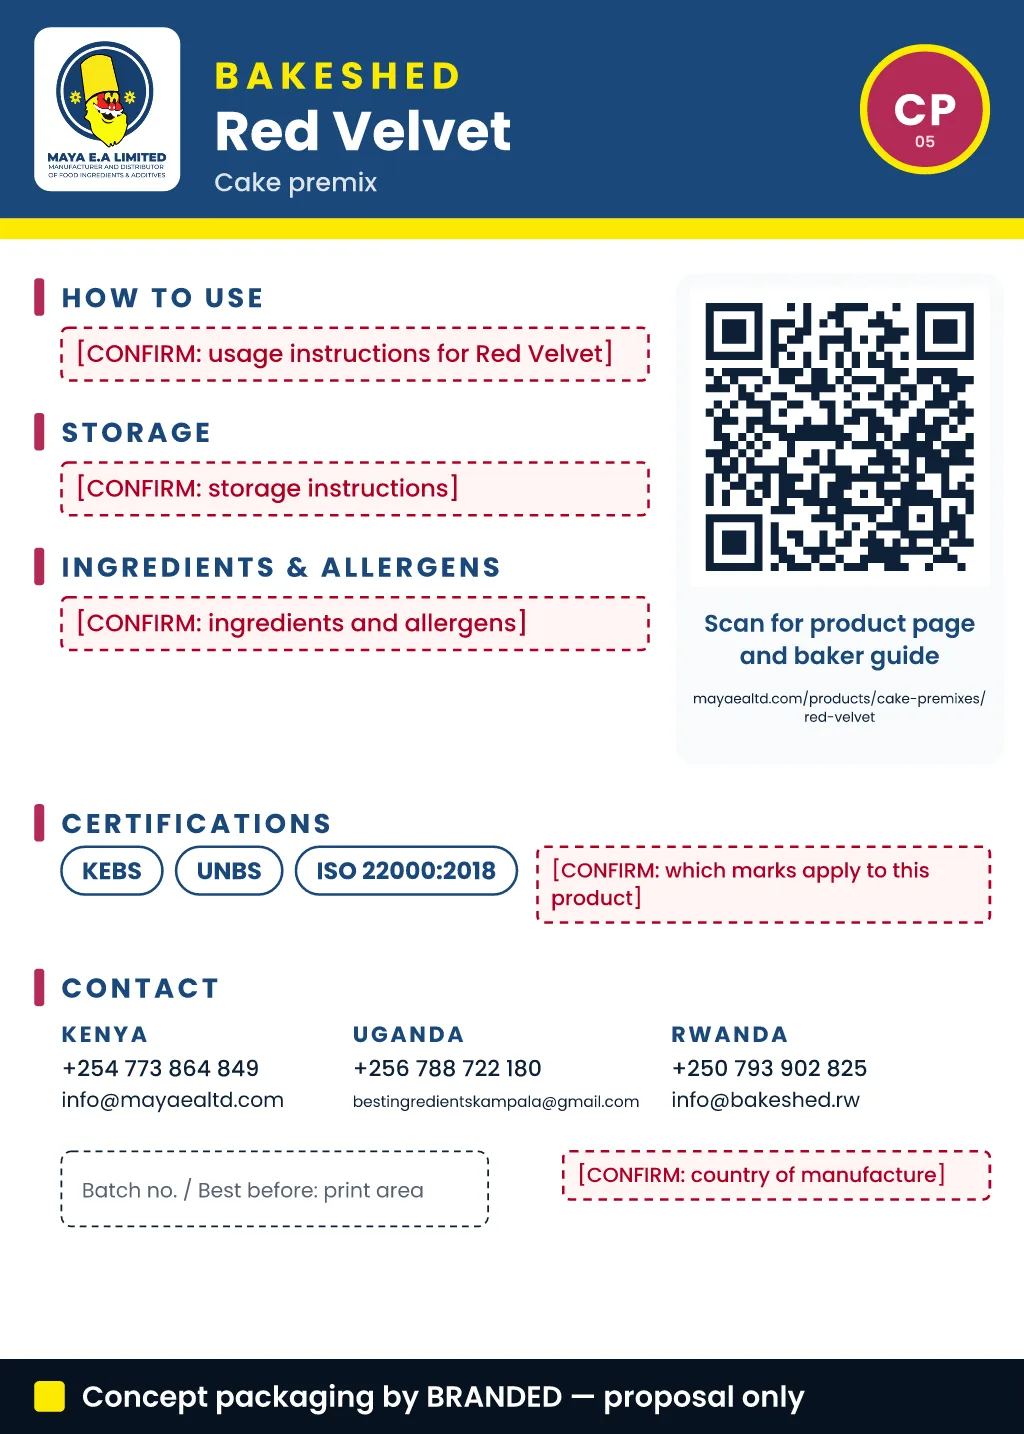 MAYA E.A LIMITED
MANUFACTURER AND DISTRIBUTOR
OF FOOD INGREDIENTS & ADDITIVES
BAKESHED
Red Velvet
Cake premix
CP
05
HOW TO USE
[CONFIRM: usage instructions for Red Velvet]
STORAGE
[CONFIRM: storage instructions]
INGREDIENTS & ALLERGENS
[CONFIRM: ingredients and allergens]
Scan for product page
and baker guide
mayaealtd.com/products/cake-premixes/
red-velvet
CERTIFICATIONS
KEBS UNBS ISO 22000:2018
[CONFIRM: which marks apply to this
product]
CONTACT
KENYA
+254 773 864 849
info@mayaealtd.com
UGANDA
+256 788 722 180
bestingredientskampala@gmail.com
RWANDA
+250 793 902 825
info@bakeshed.rw
Batch no. / Best before: print area
[CONFIRM: country of manufacture]
Concept packaging by BRANDED — proposal only